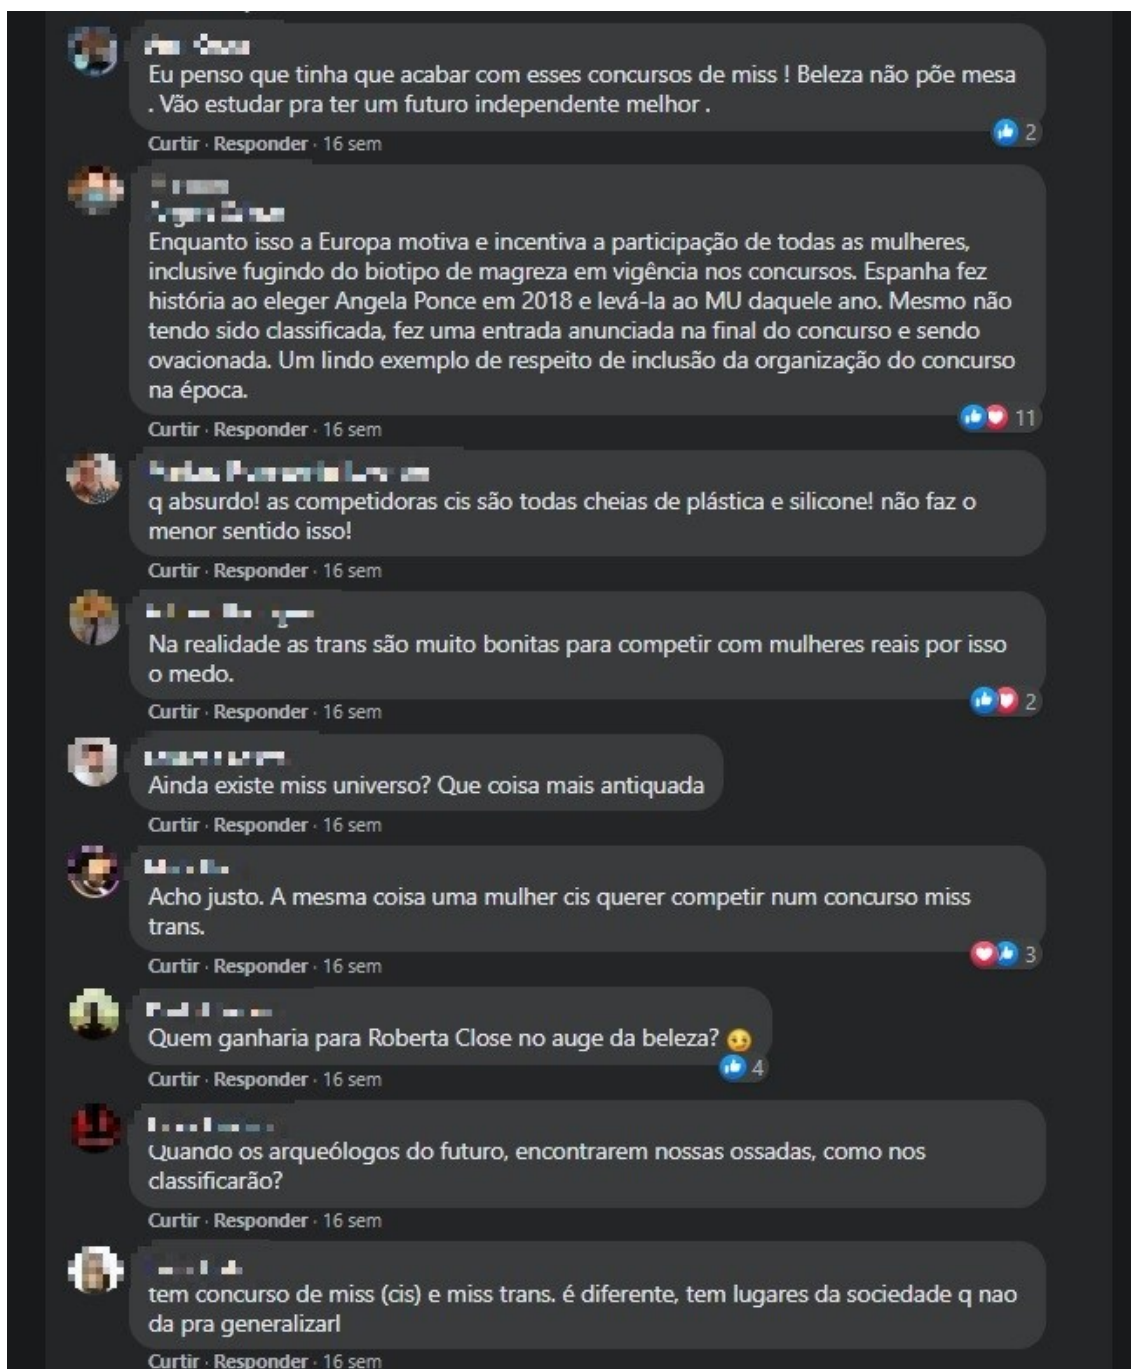 Eu penso que tinha que acabar com esses concursos de miss ! Beleza não põe mesa
. Vão estudar pra ter um futuro independente melhor .
2
Curtir · Responder · 16 sem
Enquanto isso a Europa motiva e incentiva a participação de todas as mulheres,
inclusive fugindo do biotipo de magreza em vigência nos concursos. Espanha fez
história ao eleger Angela Ponce em 2018 e levá-la ao MU daquele ano. Mesmo não
tendo sido classificada, fez uma entrada anunciada na final do concurso e sendo
ovacionada. Um lindo exemplo de respeito de inclusão da organização do concurso
na época.
11
Curtir · Responder · 16 sem
q absurdo! as competidoras cis são todas cheias de plástica e silicone! não faz o
menor sentido isso!
Curtir · Responder · 16 sem
Na realidade as trans são muito bonitas para competir com mulheres reais por isso
o medo.
2
Curtir · Responder · 16 sem
Ainda existe miss universo? Que coisa mais antiquada
Curtir · Responder · 16 sem
Acho justo. A mesma coisa uma mulher cis querer competir num concurso miss
trans.
3
Curtir · Responder · 16 sem
Quem ganharia para Roberta Close no auge da beleza? 🤨
4
Curtir · Responder · 16 sem
Quando os arqueólogos do futuro, encontrarem nossas ossadas, como nos
classificarão?
Curtir · Responder · 16 sem
tem concurso de miss (cis) e miss trans. é diferente, tem lugares da sociedade q nao
da pra generalizarl
Curtir · Responder · 16 sem